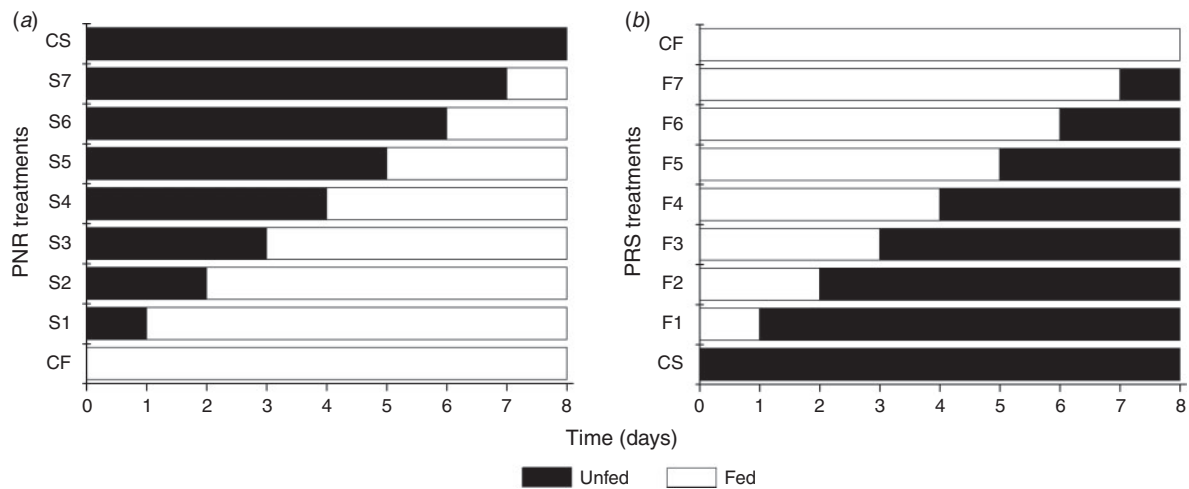 (a)
PNR treatments
CS
S7
S6
S5
S4
S3
S2
S1
CF
0 1 2 3 4 5 6 7 8
(b)
PRS treatments
CF
F7
F6
F5
F4
F3
F2
F1
CS
0 1 2 3 4 5 6 7 8
Time (days)
Unfed Fed